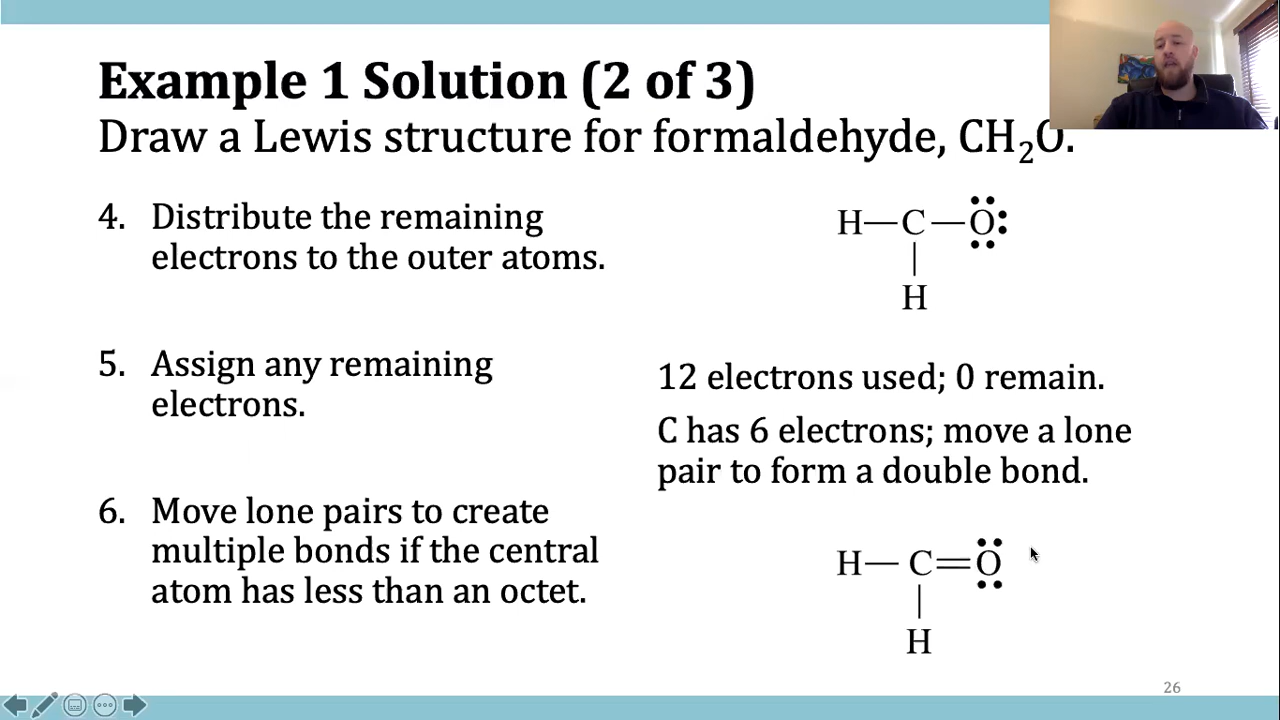 Example 1 Solution (2 of 3)
Draw a Lewis structure for formaldehyde, CH₂O.
4. Distribute the remaining
electrons to the outer atoms.
H—C—O
H
5. Assign any remaining
electrons.
12 electrons used; 0 remain.
C has 6 electrons; move a lone
pair to form a double bond.
6. Move lone pairs to create
multiple bonds if the central
atom has less than an octet.
H—C=O
H
26